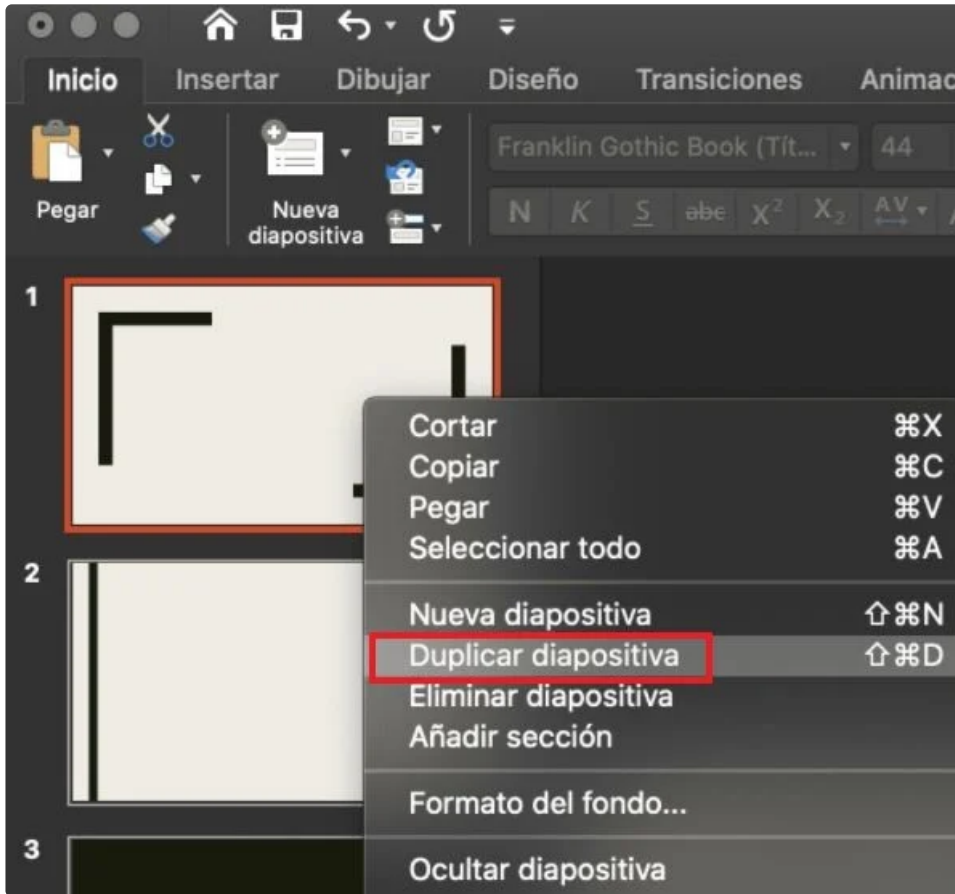 Inicio Insertar Dibujar Diseño Transiciones Animac
Franklin Gothic Book (Tít... 44
Pegar
Nueva
diapositiva
N K S abc X² X₂ AV
1
Cortar ⌘X
Copiar ⌘C
Pegar ⌘V
Seleccionar todo ⌘A
2
Nueva diapositiva ⇧⌘N
Duplicar diapositiva ⇧⌘D
Eliminar diapositiva
Añadir sección
Formato del fondo...
3
Ocultar diapositiva